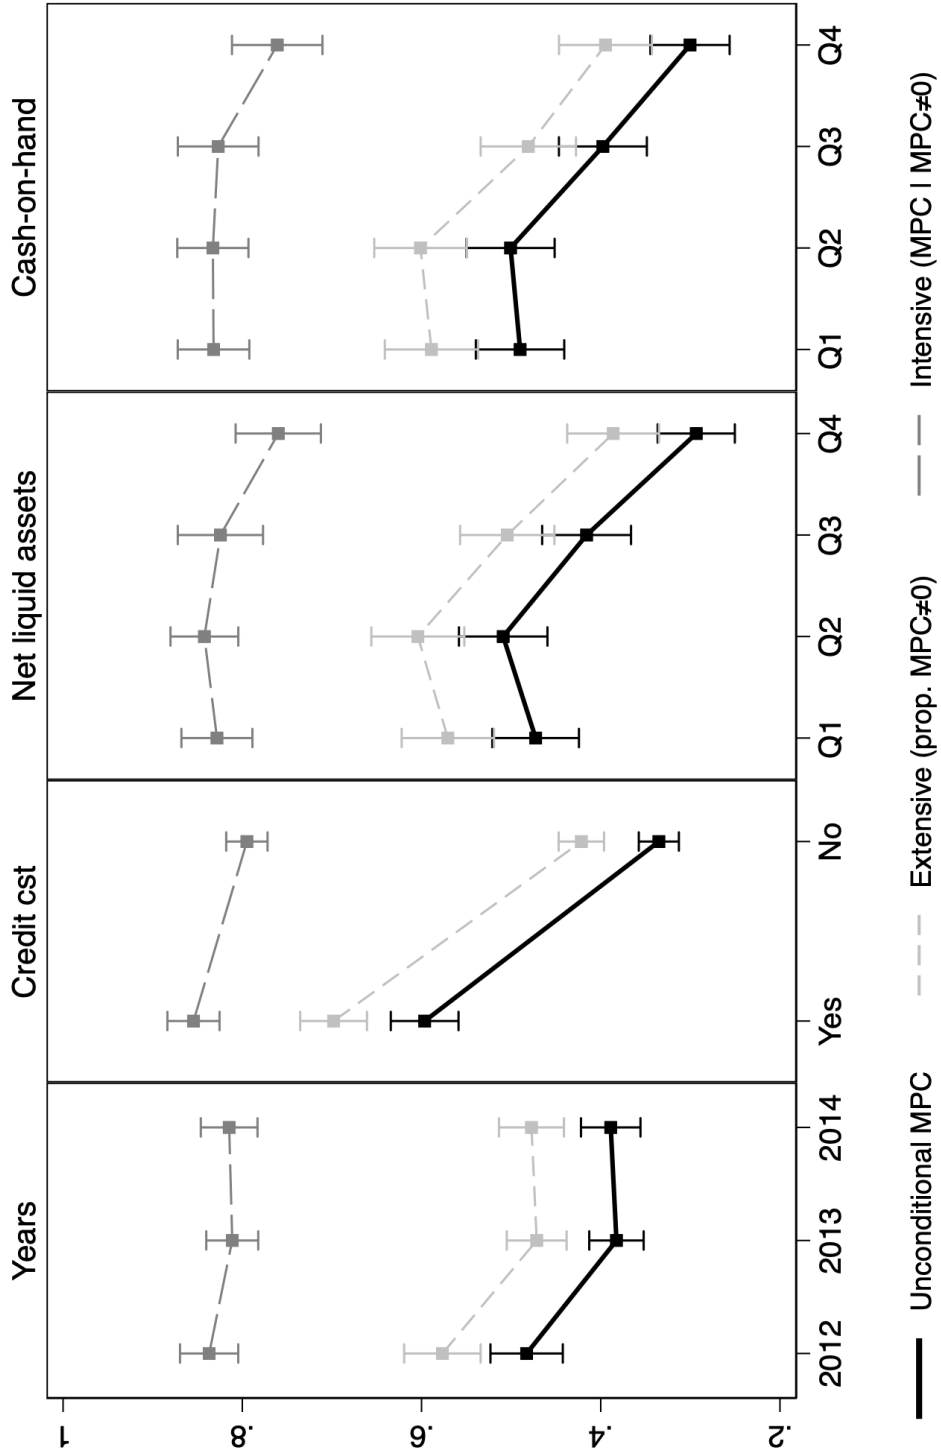 Years
Credit cst
Net liquid assets
Cash-on-hand
1
.8
.6
.4
.2
2012 2013 2014
Yes No
Q1 Q2 Q3 Q4
Q1 Q2 Q3 Q4
Unconditional MPC Extensive (prop. MPC≠0) Intensive (MPC | MPC≠0)